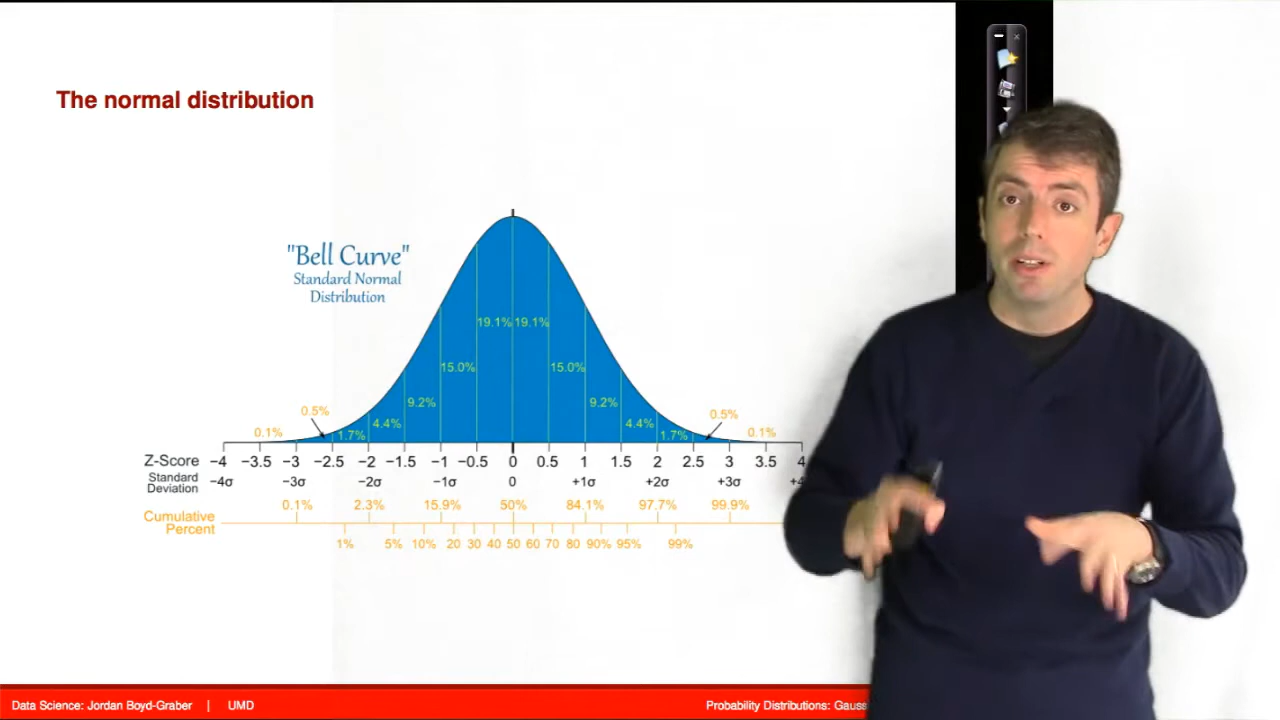 The normal distribution
"Bell Curve"
Standard Normal
Distribution
19.1% 19.1%
15.0% 15.0%
9.2% 9.2%
0.5% 0.5%
4.4% 4.4%
0.1% 1.7% 1.7% 0.1%
Z-Score −4 −3.5 −3 −2.5 −2 −1.5 −1 −0.5 0 0.5 1 1.5 2 2.5 3 3.5 4
Standard
Deviation −4σ −3σ −2σ −1σ 0 +1σ +2σ +3σ +4
0.1% 2.3% 15.9% 50% 84.1% 97.7% 99.9%
Cumulative
Percent
1% 5% 10% 20 30 40 50 60 70 80 90% 95% 99%
Data Science: Jordan Boyd-Graber | UMD Probability Distributions: Gauss